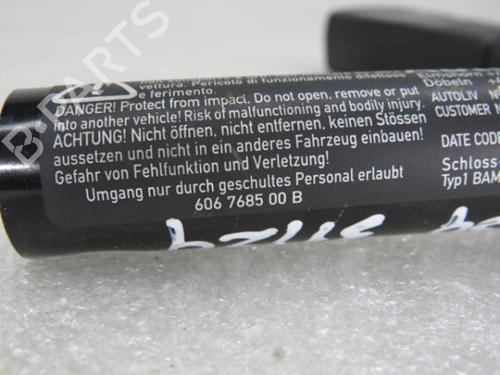 vettura. Pericolo di funzionamento difettoso
e ferimento.
DANGER! Protect from impact. Do not open, remove or put
into another vehicle! Risk of malfunctioning and bodily injury.
ACHTUNG! Nicht öffnen, nicht entfernen, keinen Stössen
aussetzen und nicht in ein anderes Fahrzeug einbauen!
Gefahr von Fehlfunktion und Verletzung!
Umgang nur durch geschultes Personal erlaubt
606 7685 00 B
Elmshorn
Döbeln
AUTOLIV
CUSTOMER
DATE CODE
Schloss-
Typ1 BAM
B-PARTS